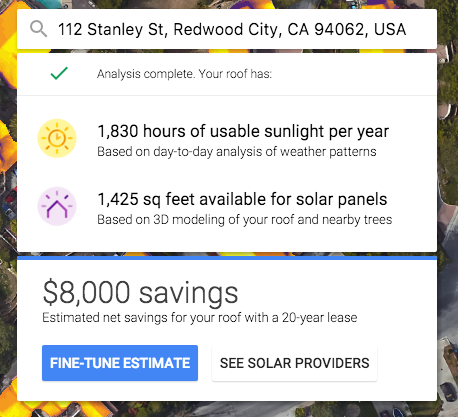 112 Stanley St, Redwood City, CA 94062, USA
Analysis complete. Your roof has:
1,830 hours of usable sunlight per year
Based on day-to-day analysis of weather patterns
1,425 sq feet available for solar panels
Based on 3D modeling of your roof and nearby trees
$8,000 savings
Estimated net savings for your roof with a 20-year lease
FINE-TUNE ESTIMATE
SEE SOLAR PROVIDERS